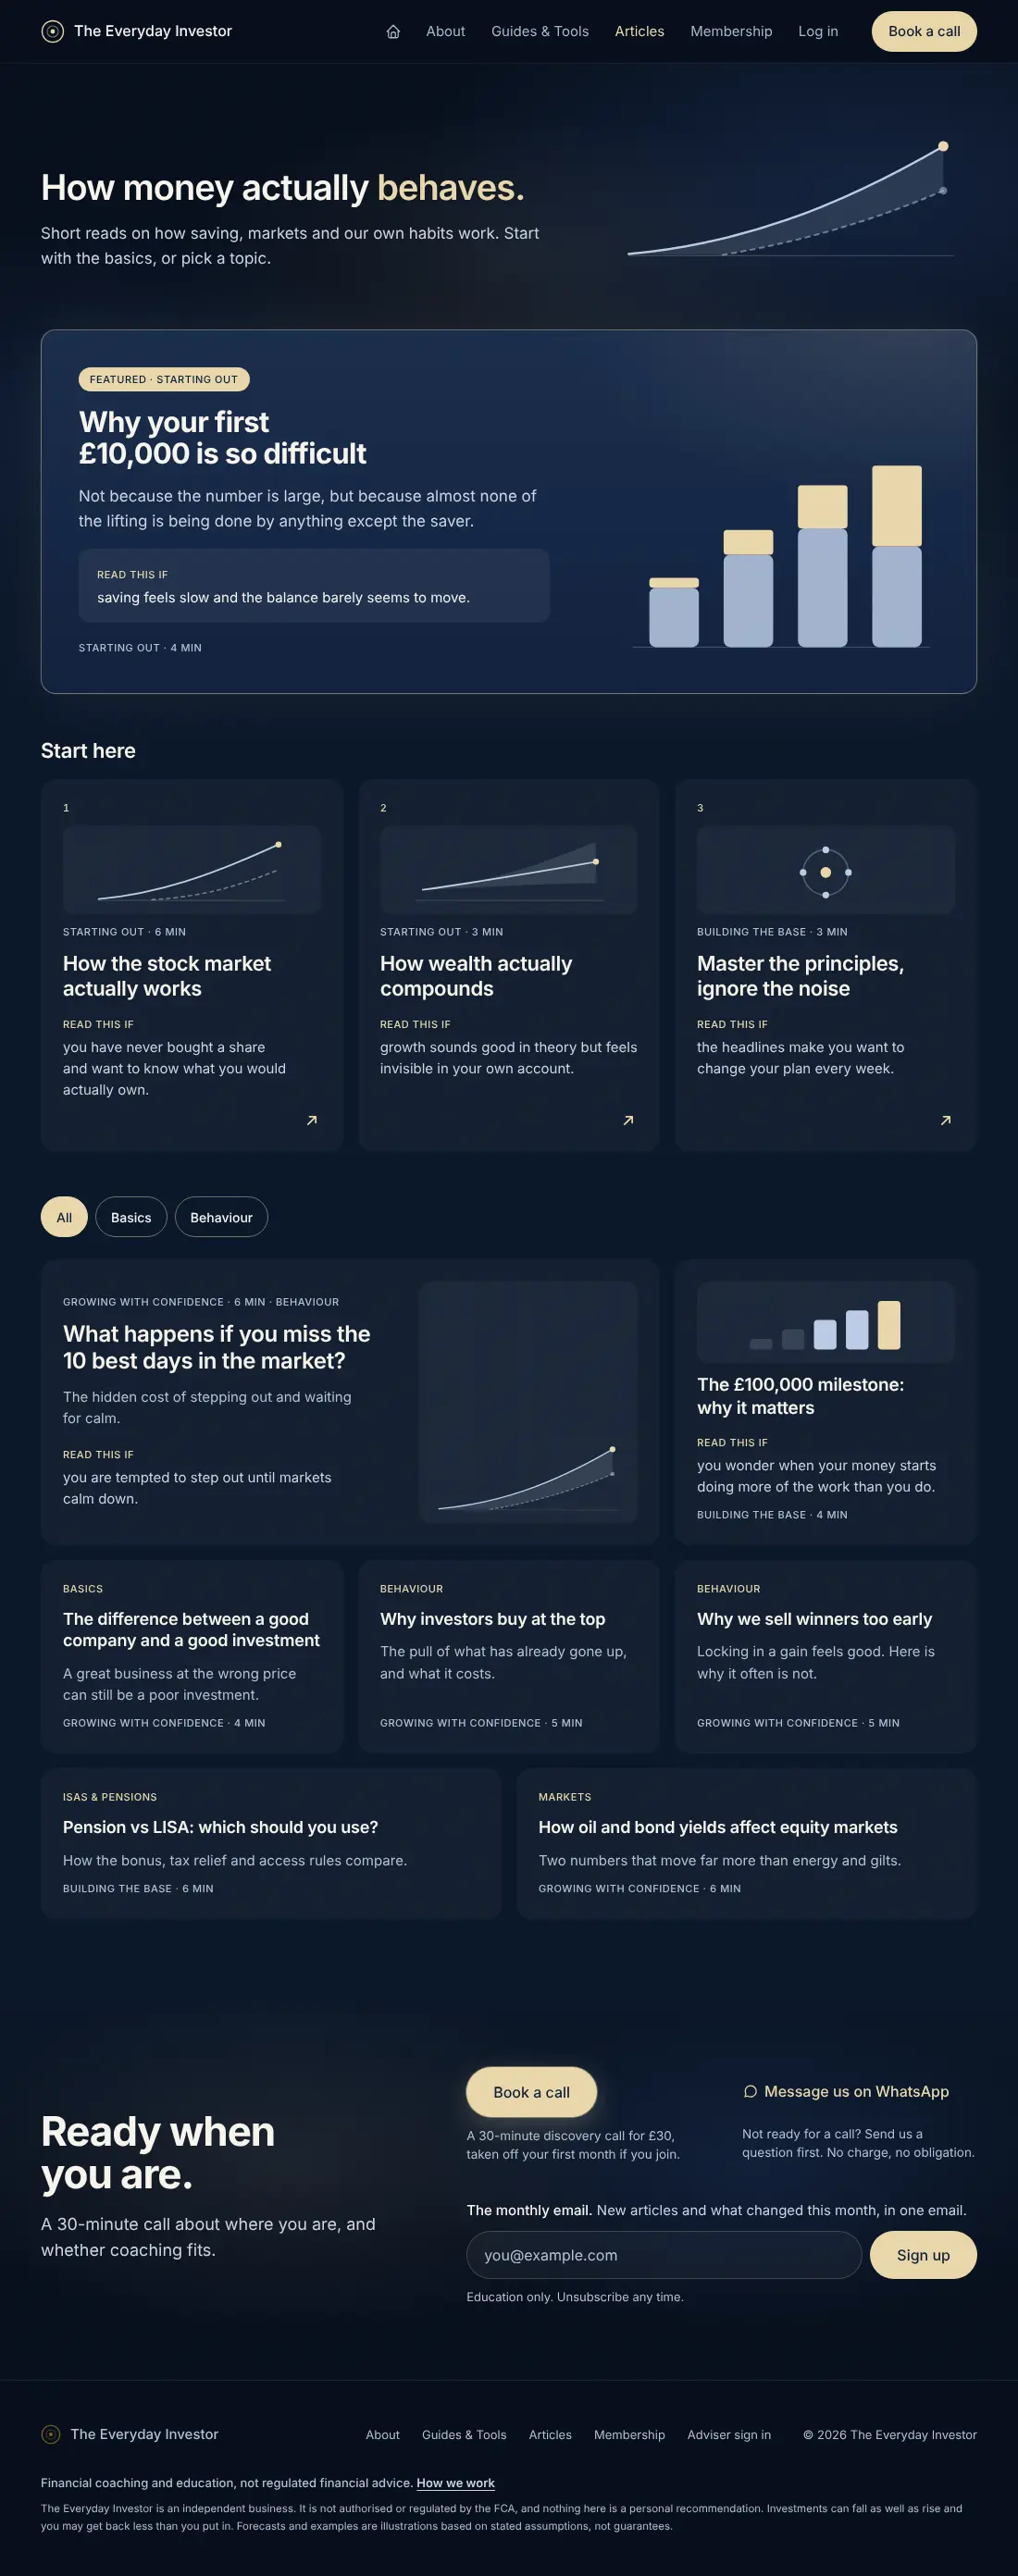 The Everyday Investor
About
Guides & Tools
Articles
Membership
Log in
Book a call
How money actually behaves.
Short reads on how saving, markets and our own habits work. Start
with the basics, or pick a topic.
FEATURED · STARTING OUT
Why your first
£10,000 is so difficult
Not because the number is large, but because almost none of
the lifting is being done by anything except the saver.
READ THIS IF
saving feels slow and the balance barely seems to move.
STARTING OUT · 4 MIN
Start here
1
STARTING OUT · 6 MIN
How the stock market
actually works
READ THIS IF
you have never bought a share
and want to know what you would
actually own.
2
STARTING OUT · 3 MIN
How wealth actually
compounds
READ THIS IF
growth sounds good in theory but feels
invisible in your own account.
3
BUILDING THE BASE · 3 MIN
Master the principles,
ignore the noise
READ THIS IF
the headlines make you want to
change your plan every week.
All
Basics
Behaviour
GROWING WITH CONFIDENCE · 6 MIN · BEHAVIOUR
What happens if you miss the
10 best days in the market?
The hidden cost of stepping out and waiting
for calm.
READ THIS IF
you are tempted to step out until markets
calm down.
The £100,000 milestone:
why it matters
READ THIS IF
you wonder when your money starts
doing more of the work than you do.
BUILDING THE BASE · 4 MIN
BASICS
The difference between a good
company and a good investment
A great business at the wrong price
can still be a poor investment.
GROWING WITH CONFIDENCE · 4 MIN
BEHAVIOUR
Why investors buy at the top
The pull of what has already gone up,
and what it costs.
GROWING WITH CONFIDENCE · 5 MIN
BEHAVIOUR
Why we sell winners too early
Locking in a gain feels good. Here is
why it often is not.
GROWING WITH CONFIDENCE · 5 MIN
ISAS & PENSIONS
Pension vs LISA: which should you use?
How the bonus, tax relief and access rules compare.
BUILDING THE BASE · 6 MIN
MARKETS
How oil and bond yields affect equity markets
Two numbers that move far more than energy and gilts.
GROWING WITH CONFIDENCE · 6 MIN
Ready when
you are.
A 30-minute call about where you are, and
whether coaching fits.
Book a call
A 30-minute discovery call for £30,
taken off your first month if you join.
Message us on WhatsApp
Not ready for a call? Send us a
question first. No charge, no obligation.
The monthly email. New articles and what changed this month, in one email.
you@example.com
Sign up
Education only. Unsubscribe any time.
The Everyday Investor
About
Guides & Tools
Articles
Membership
Adviser sign in
© 2026 The Everyday Investor
Financial coaching and education, not regulated financial advice. How we work
The Everyday Investor is an independent business. It is not authorised or regulated by the FCA, and nothing here is a personal recommendation. Investments can fall as well as rise and
you may get back less than you put in. Forecasts and examples are illustrations based on stated assumptions, not guarantees.